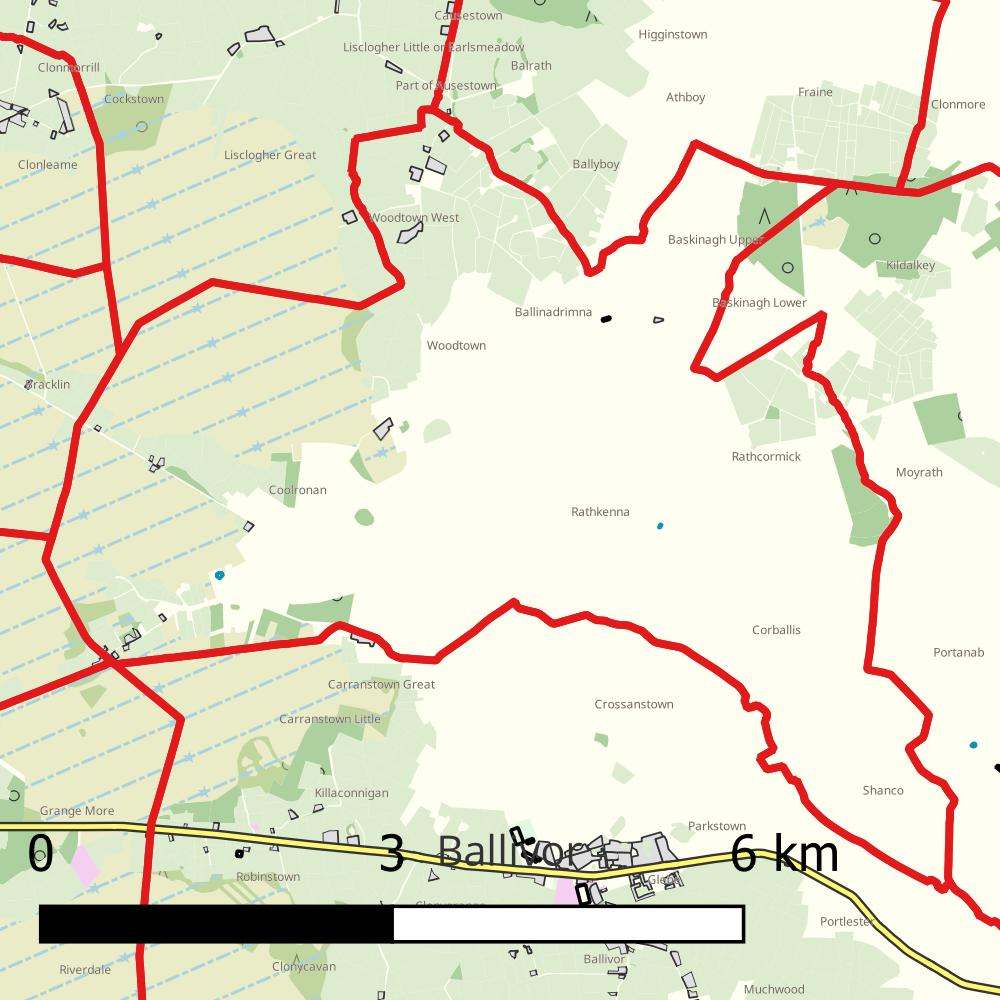 Causestown
Higginstown
Lisclogher Little or Earlsmeadow
Clonmorrill
Balrath
Part of Ausestown
Fraine
Cockstown
Athboy
Clonmore
Lisclogher Great
Clonleame
Ballyboy
Woodtown West
Baskinagh Upper
Kildalkey
Baskinagh Lower
Ballinadrimna
Woodtown
Bracklin
Rathcormick
Moyrath
Coolronan
Rathkenna
Corballis
Portanab
Carranstown Great
Crossanstown
Carranstown Little
Killaconnigan
Shanco
Grange More
Parkstown
0 3 6 km
Ballivor
Robinstown
Glebe
Portlester
Clonycavan
Ballivor
Riverdale
Muchwood